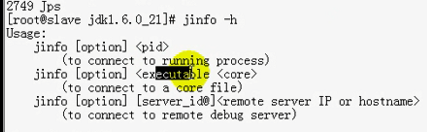 2749 Jps
[root@slave jdk1.6.0_21]# jinfo -h
Usage:
jinfo [option] <pid>
(to connect to running process)
jinfo [option] <executable <core>
(to connect to a core file)
jinfo [option] [server_id@]<remote server IP or hostname>
(to connect to remote debug server)